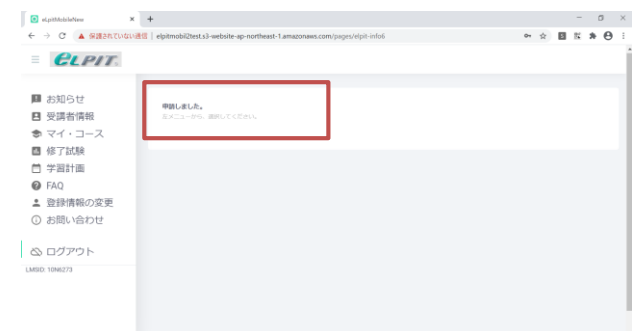 eLpitMobileNew
保護されていない通信 | elpitmobil2test.s3-website-ap-northeast-1.amazonaws.com/pages/elpit-info6
ELPIT
お知らせ
受講者情報
マイ・コース
修了試験
学習計画
FAQ
登録情報の変更
お問い合わせ
ログアウト
LMSID: 10N6273
申請しました。
左メニューから、選択してください。